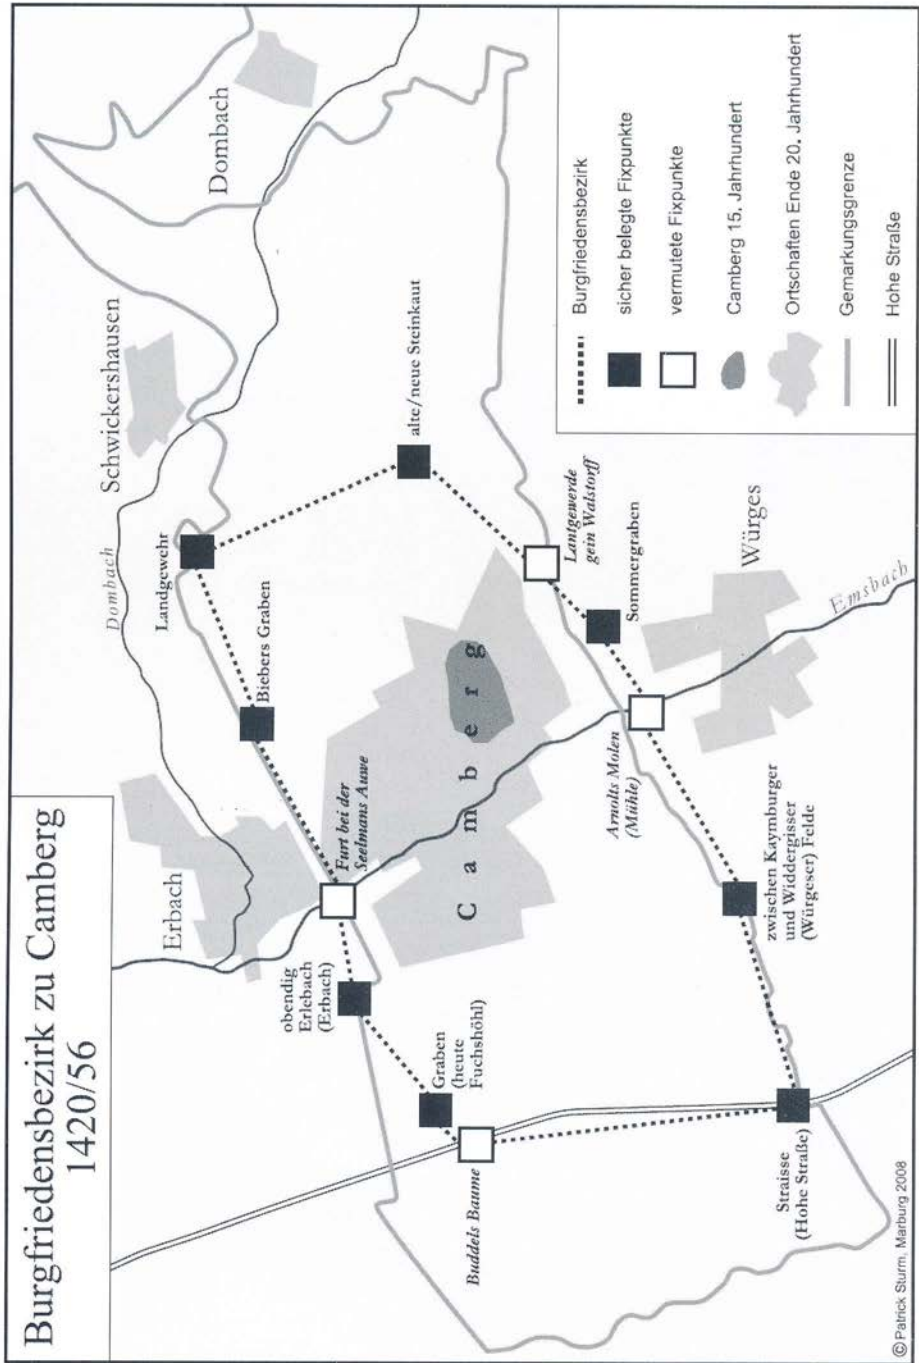 Burgfriedensbezirk zu Camberg
1420/56
Erbach
Dombach
Schwickershausen
Dombach
Landgewehr
Biebers Graben
alte/neue Steinkaut
Furt bei der
Seelmans Auwe
obendig
Erlebach
(Erbach)
Graben
(heute
Fuchshöhl)
Buddels Baume
Camberg
Lantgewerde
gein Walstorff
Sommergraben
Arnolts Molen
(Mühle)
Würges
Emsbach
zwischen Kaymburger
und Widdergisser
(Würgeser) Felde
Straisse
(Hohe Straße)
Burgfriedensbezirk
sicher belegte Fixpunkte
vermutete Fixpunkte
Camberg 15. Jahrhundert
Ortschaften Ende 20. Jahrhundert
Gemarkungsgrenze
Hohe Straße
© Patrick Sturm, Marburg 2008